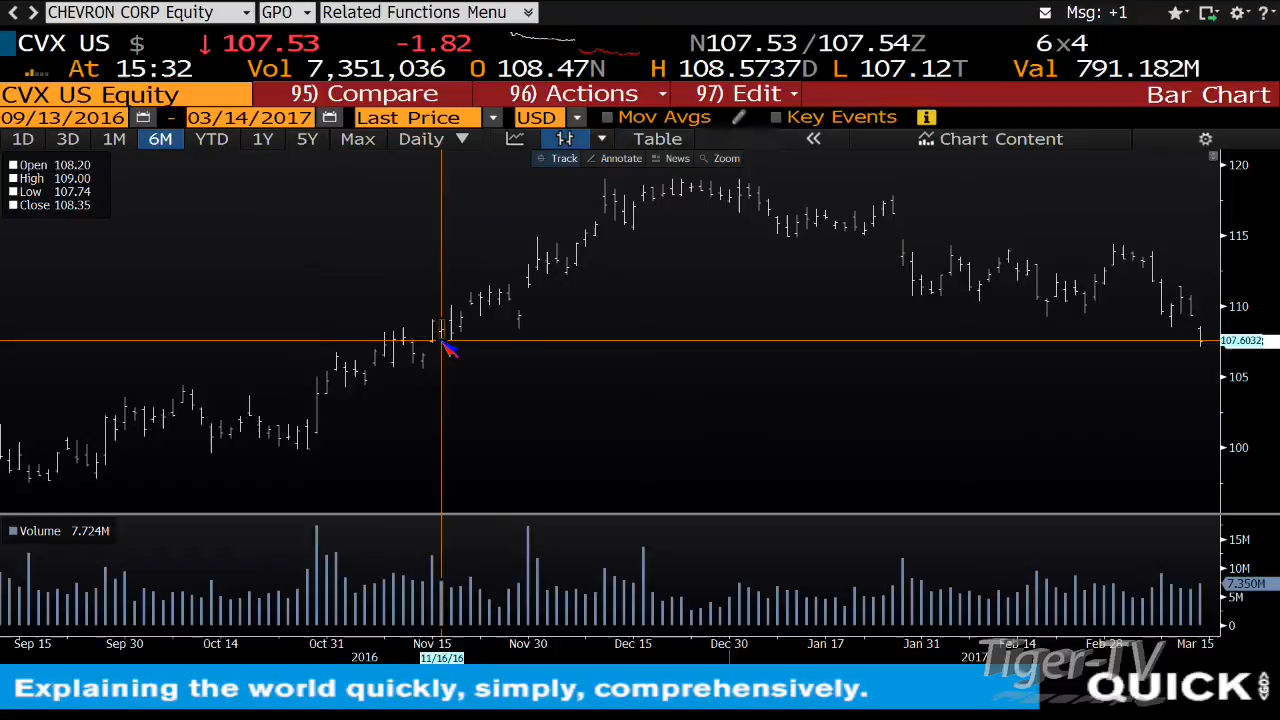 CHEVRON CORP Equity GPO Related Functions Menu Msg: +1 ?
CVX US $ ↓ 107.53 -1.82 N107.53 / 107.54Z 6x4
At 15:32 Vol 7,351,036 O 108.47N H 108.5737D L 107.12T Val 791.182M
CVX US Equity 95) Compare 96) Actions 97) Edit Bar Chart
09/13/2016 - 03/14/2017 Last Price USD Mov Avgs Key Events i
1D 3D 1M 6M YTD 1Y 5Y Max Daily ▼ Table « Chart Content
Track Annotate News Zoom
Open 108.20
High 109.00
Low 107.74
Close 108.35
120
115
110
107.6032
105
100
Volume 7.724M
15M
10M
7.350M
5M
0
Sep 15 Sep 30 Oct 14 Oct 31 Nov 15 Nov 30 Dec 15 Dec 30 Jan 17 Jan 31 Feb 14 Feb 28 Mar 15
2016 11/16/16 2017
Tiger-TV
Explaining the world quickly, simply, comprehensively.
QUICK